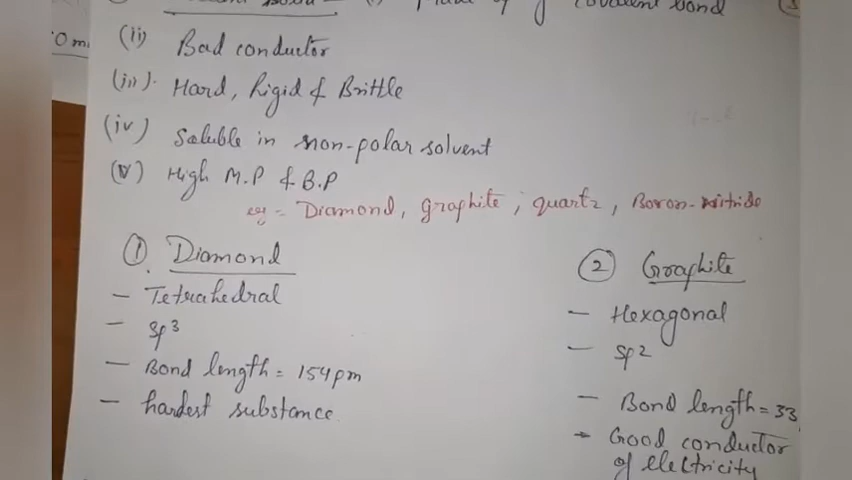 covalent bond
(ii) Bad conductor
(iii). Hard, Rigid & Brittle
(iv) Soluble in non-polar solvent
(v) High M.P & B.P
eg = Diamond, graphite, quartz, Boron-nitride
① Diamond
- Tetrahedral
- Sp3
- Bond length = 154pm
- hardest substance
② Graphite
- Hexagonal
- Sp2
- Bond length = 33
- Good conductor
of electricity